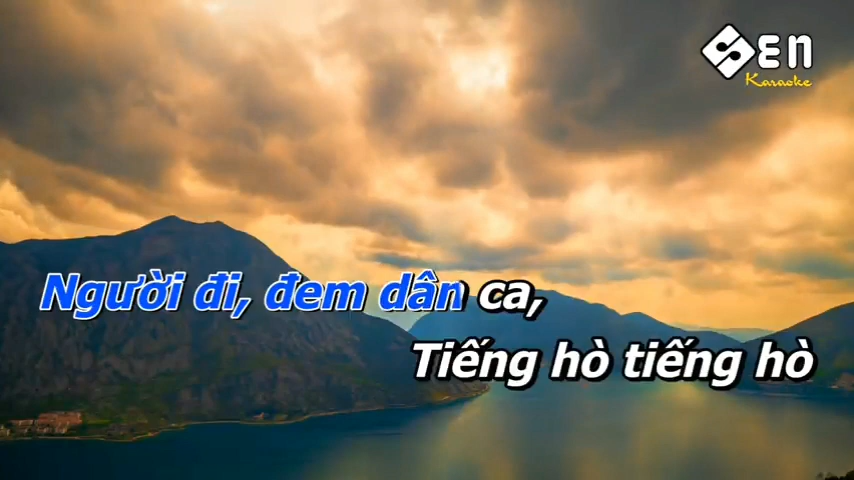 SEN
Karaoke
Người đi, đem dân ca,
Tiếng hò tiếng hò